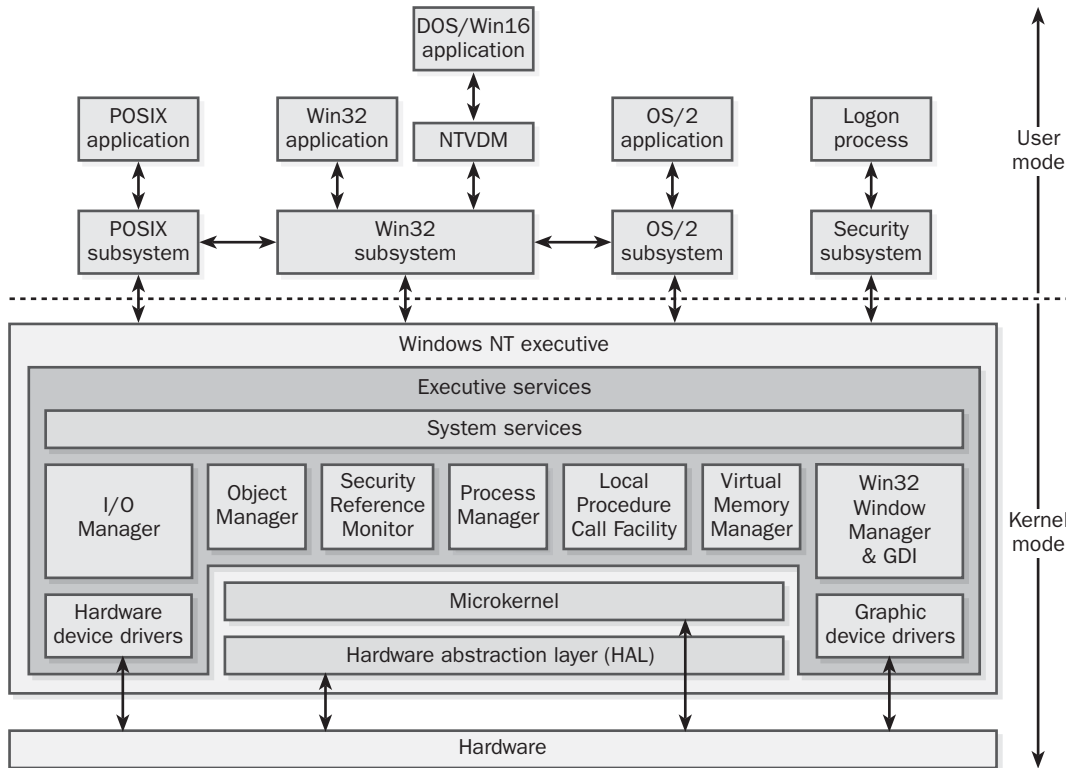 DOS/Win16
application
POSIX
application
Win32
application
NTVDM
OS/2
application
Logon
process
User
mode
POSIX
subsystem
Win32
subsystem
OS/2
subsystem
Security
subsystem
Windows NT executive
Executive services
System services
I/O
Manager
Object
Manager
Security
Reference
Monitor
Process
Manager
Local
Procedure
Call Facility
Virtual
Memory
Manager
Win32
Window
Manager
& GDI
Kernel
mode
Microkernel
Hardware
device drivers
Graphic
device drivers
Hardware abstraction layer (HAL)
Hardware